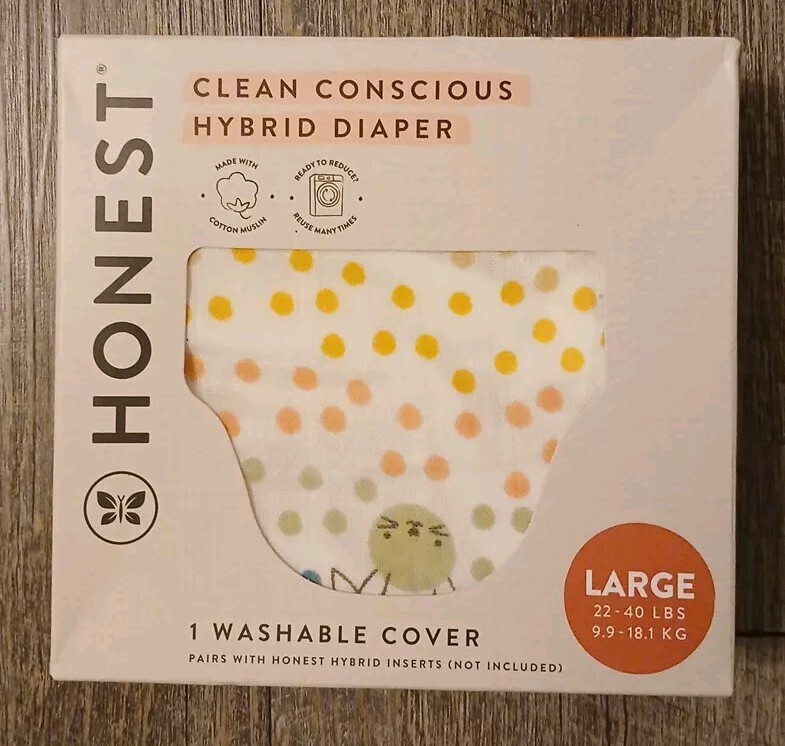 HONEST®
CLEAN CONSCIOUS
HYBRID DIAPER
MADE WITH
COTTON MUSLIN
READY TO REDUCE?
REUSE MANY TIMES
LARGE
22-40 LBS
9.9-18.1 KG
1 WASHABLE COVER
PAIRS WITH HONEST HYBRID INSERTS (NOT INCLUDED)